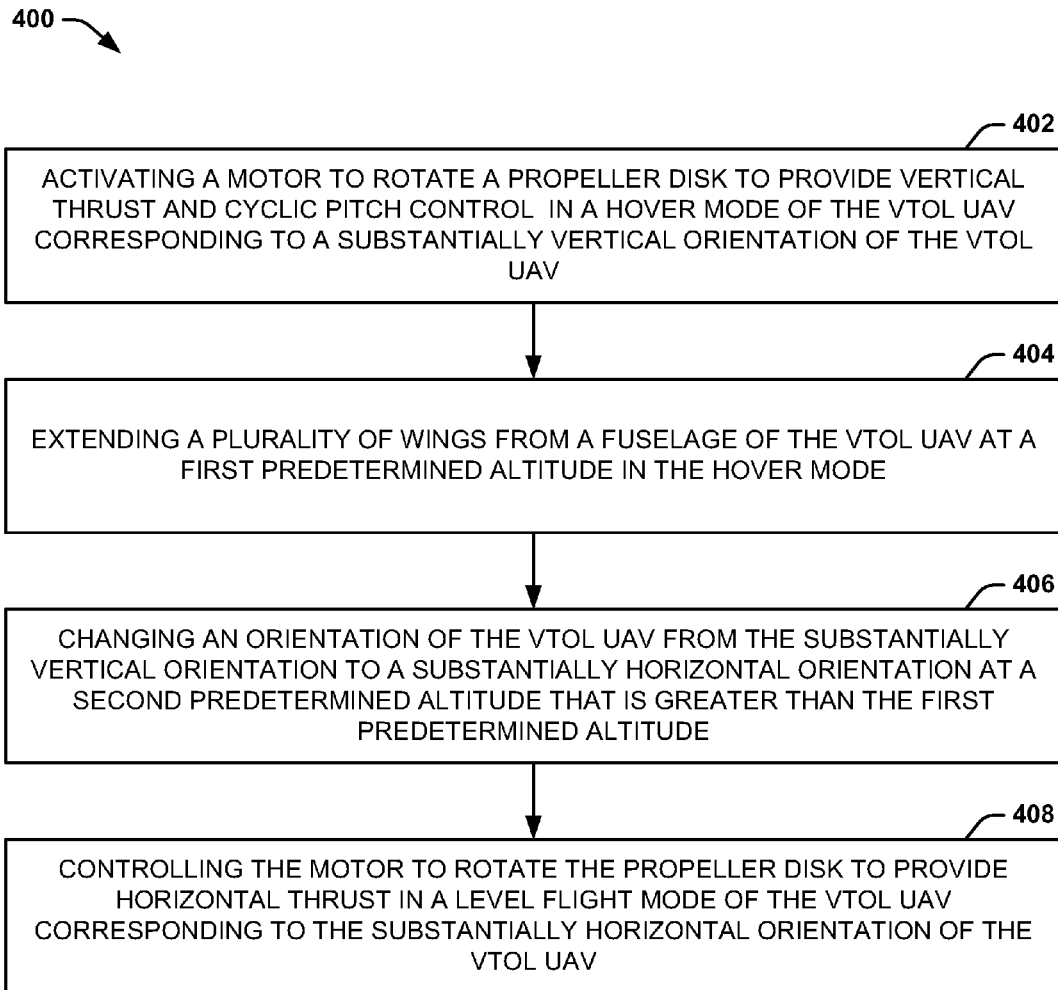 400
402
ACTIVATING A MOTOR TO ROTATE A PROPELLER DISK TO PROVIDE VERTICAL
THRUST AND CYCLIC PITCH CONTROL IN A HOVER MODE OF THE VTOL UAV
CORRESPONDING TO A SUBSTANTIALLY VERTICAL ORIENTATION OF THE VTOL
UAV
404
EXTENDING A PLURALITY OF WINGS FROM A FUSELAGE OF THE VTOL UAV AT A
FIRST PREDETERMINED ALTITUDE IN THE HOVER MODE
406
CHANGING AN ORIENTATION OF THE VTOL UAV FROM THE SUBSTANTIALLY
VERTICAL ORIENTATION TO A SUBSTANTIALLY HORIZONTAL ORIENTATION AT A
SECOND PREDETERMINED ALTITUDE THAT IS GREATER THAN THE FIRST
PREDETERMINED ALTITUDE
408
CONTROLLING THE MOTOR TO ROTATE THE PROPELLER DISK TO PROVIDE
HORIZONTAL THRUST IN A LEVEL FLIGHT MODE OF THE VTOL UAV
CORRESPONDING TO THE SUBSTANTIALLY HORIZONTAL ORIENTATION OF THE
VTOL UAV